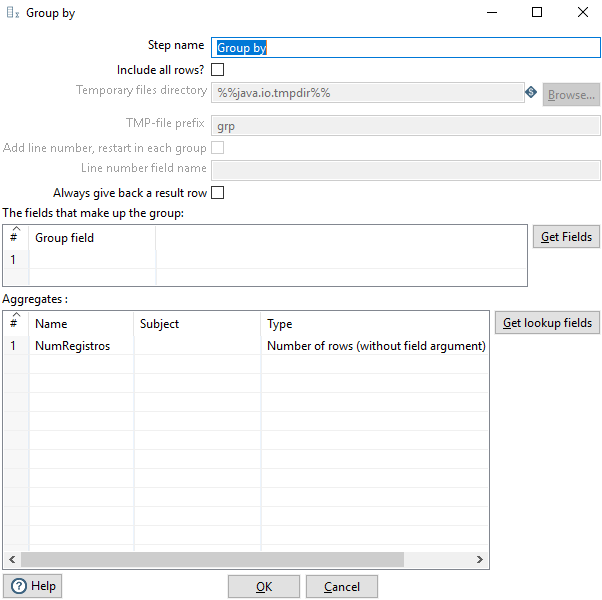 Group by
Step name Group by
Include all rows?
Temporary files directory %%java.io.tmpdir%% Browse...
TMP-file prefix grp
Add line number, restart in each group
Line number field name
Always give back a result row
The fields that make up the group:
# Group field Get Fields
1
Aggregates :
# Name Subject Type Get lookup fields
1 NumRegistros Number of rows (without field argument)
Help OK Cancel